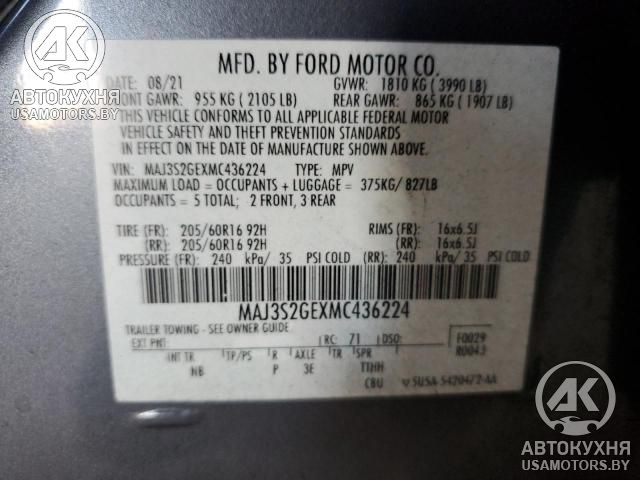 MFD. BY FORD MOTOR CO.
DATE: 08/21 GVWR: 1810 KG ( 3990 LB)
FRONT GAWR: 955 KG ( 2105 LB) REAR GAWR: 865 KG ( 1907 LB)
THIS VEHICLE CONFORMS TO ALL APPLICABLE FEDERAL MOTOR
VEHICLE SAFETY AND THEFT PREVENTION STANDARDS
IN EFFECT ON THE DATE OF MANUFACTURE SHOWN ABOVE.
VIN: MAJ3S2GEXMC436224 TYPE: MPV
MAXIMUM LOAD = OCCUPANTS + LUGGAGE = 375KG/ 827LB
OCCUPANTS = 5 TOTAL; 2 FRONT, 3 REAR
TIRE (FR): 205/60R16 92H RIMS (FR): 16x6.5J
(RR): 205/60R16 92H (RR): 16x6.5J
PRESSURE (FR): 240 kPa/ 35 PSI COLD (RR): 240 kPa/ 35 PSI COLD
MAJ3S2GEXMC436224
TRAILER TOWING - SEE OWNER GUIDE.
EXT PNT: RC: 71 DSO: F0029
R0043
INT TR TP/PS R AXLE TR SPR
NB P 3E TTHH
CBU
АК
АВТОКУХНЯ
USAMOTORS.BY
АК
АВТОКУХНЯ
USAMOTORS.BY